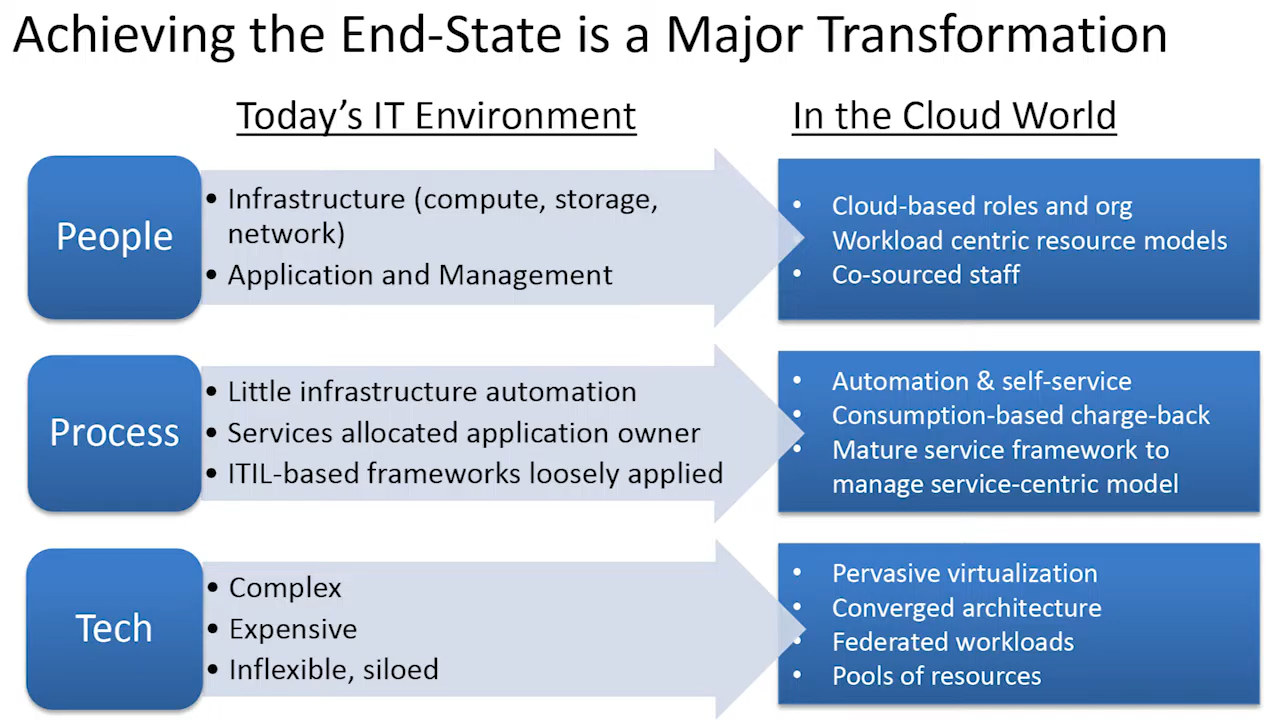 Achieving the End-State is a Major Transformation
Today's IT Environment
In the Cloud World
People
• Infrastructure (compute, storage,
network)
• Application and Management
• Cloud-based roles and org
• Workload centric resource models
• Co-sourced staff
Process
• Little infrastructure automation
• Services allocated application owner
• ITIL-based frameworks loosely applied
• Automation & self-service
• Consumption-based charge-back
• Mature service framework to
manage service-centric model
Tech
• Complex
• Expensive
• Inflexible, siloed
• Pervasive virtualization
• Converged architecture
• Federated workloads
• Pools of resources